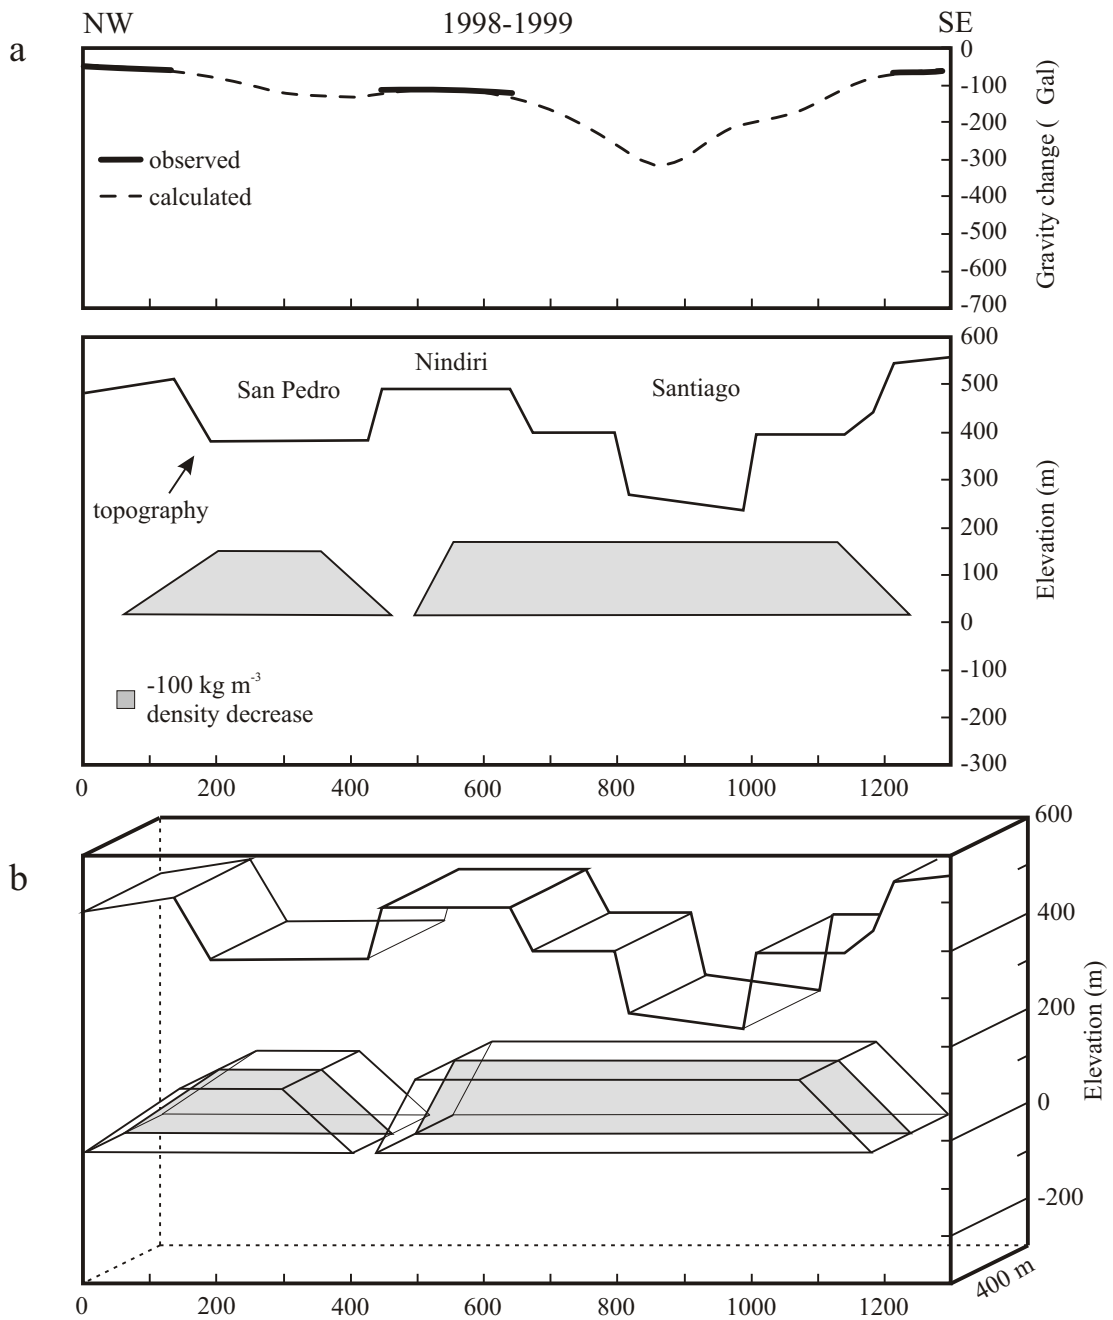 NW 1998-1999 SE
a
0
-100
-200
-300
-400
-500
-600
-700
Gravity change ( Gal)
observed
calculated
600
500
400
300
200
100
0
-100
-200
-300
Elevation (m)
Nindiri
San Pedro
Santiago
topography
-100 kg m-3
density decrease
0 200 400 600 800 1000 1200
b
600
400
200
0
-200
Elevation (m)
400 m
0 200 400 600 800 1000 1200